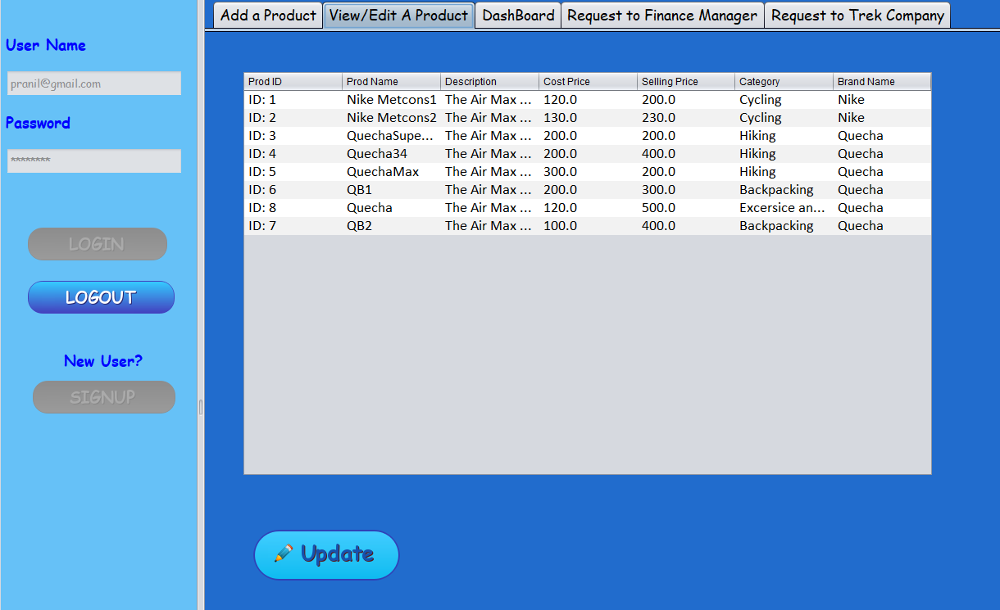 Add a Product View/Edit A Product DashBoard Request to Finance Manager Request to Trek Company
User Name
pranil@gmail.com
Password
********
LOGIN
LOGOUT
New User?
SIGNUP
Prod ID Prod Name Description Cost Price Selling Price Category Brand Name
ID: 1 Nike Metcons1 The Air Max ... 120.0 200.0 Cycling Nike
ID: 2 Nike Metcons2 The Air Max ... 130.0 230.0 Cycling Nike
ID: 3 QuechaSupe... The Air Max ... 200.0 200.0 Hiking Quecha
ID: 4 Quecha34 The Air Max ... 200.0 400.0 Hiking Quecha
ID: 5 QuechaMax The Air Max ... 300.0 200.0 Hiking Quecha
ID: 6 QB1 The Air Max ... 200.0 300.0 Backpacking Quecha
ID: 8 Quecha The Air Max ... 120.0 500.0 Excersice an... Quecha
ID: 7 QB2 The Air Max ... 100.0 400.0 Backpacking Quecha
Update